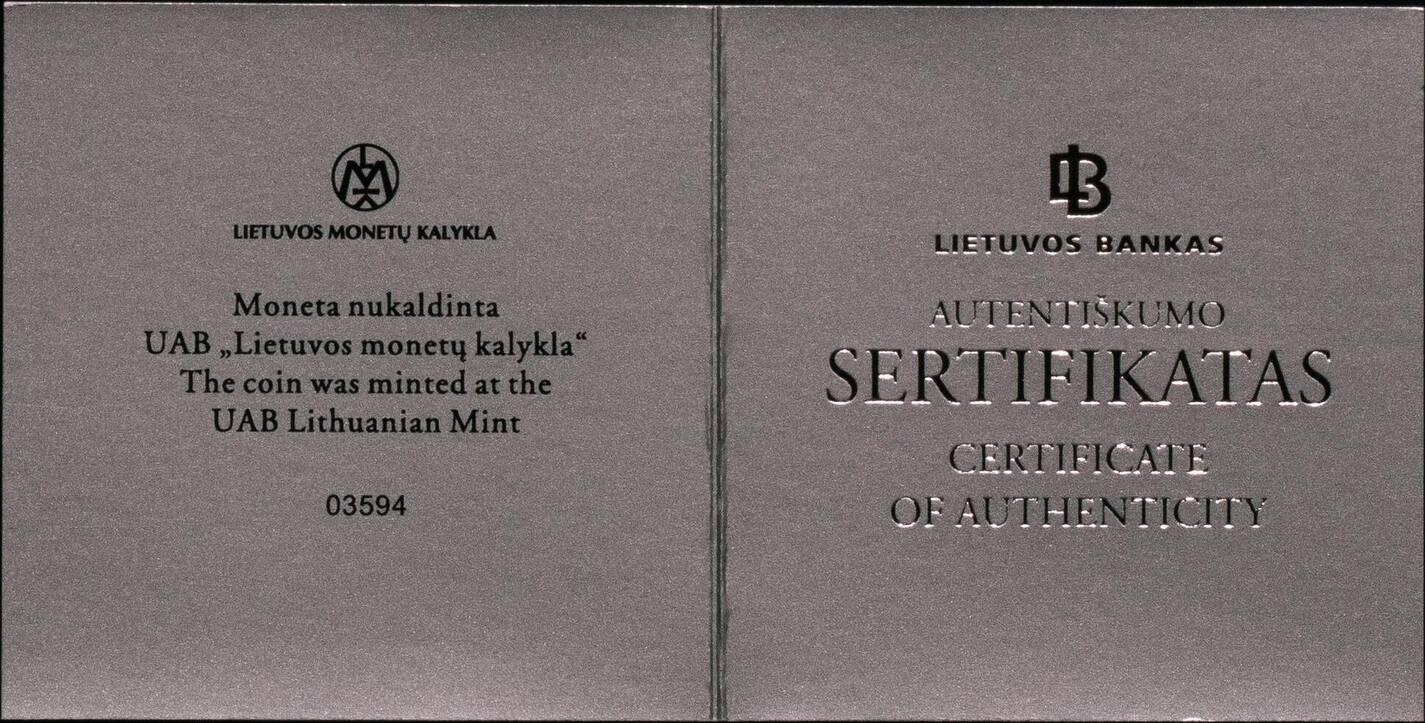 LIETUVOS MONETŲ KALYKLA
Moneta nukaldinta
UAB „Lietuvos monetų kalykla“
The coin was minted at the
UAB Lithuanian Mint
03594
LIETUVOS BANKAS
AUTENTIŠKUMO
SERTIFIKATAS
CERTIFICATE
OF AUTHENTICITY